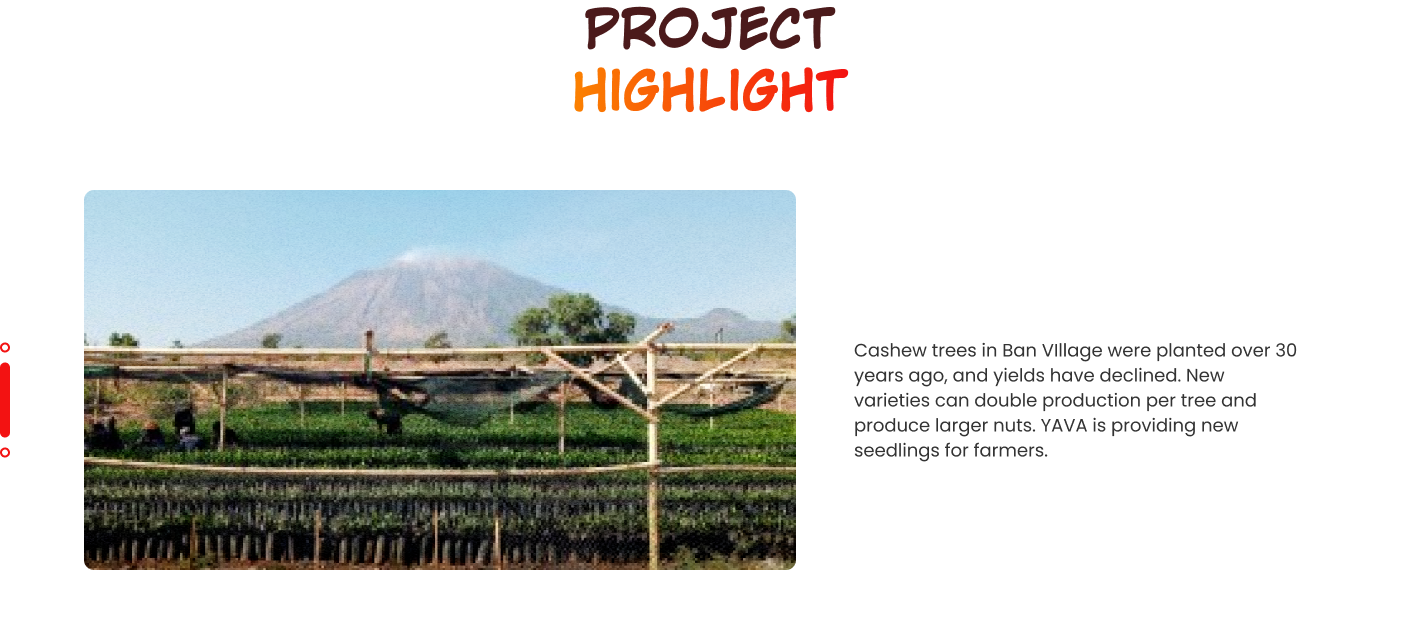 PROJECT
HIGHLIGHT
Cashew trees in Ban VIllage were planted over 30
years ago, and yields have declined. New
varieties can double production per tree and
produce larger nuts. YAVA is providing new
seedlings for farmers.